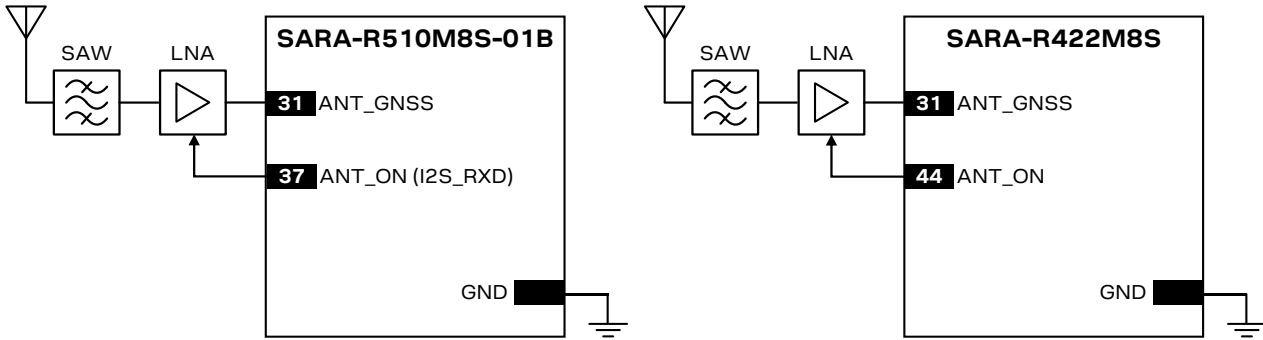 SARA-R510M8S-01B
SAW LNA
31 ANT_GNSS
37 ANT_ON (I2S_RXD)
GND
SARA-R422M8S
SAW LNA
31 ANT_GNSS
44 ANT_ON
GND